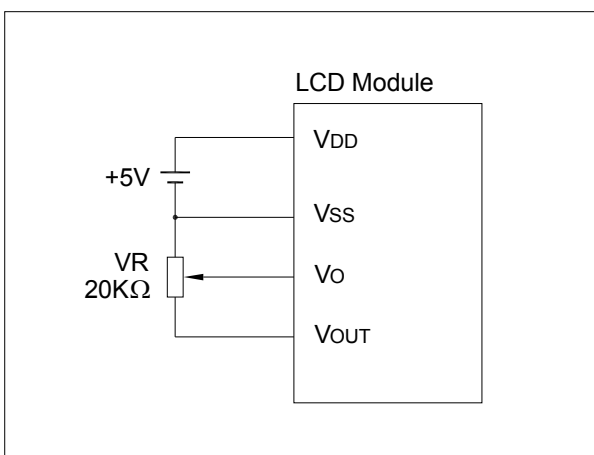 LCD Module
VDD
+5V
VSS
VR
20KΩ
VO
VOUT